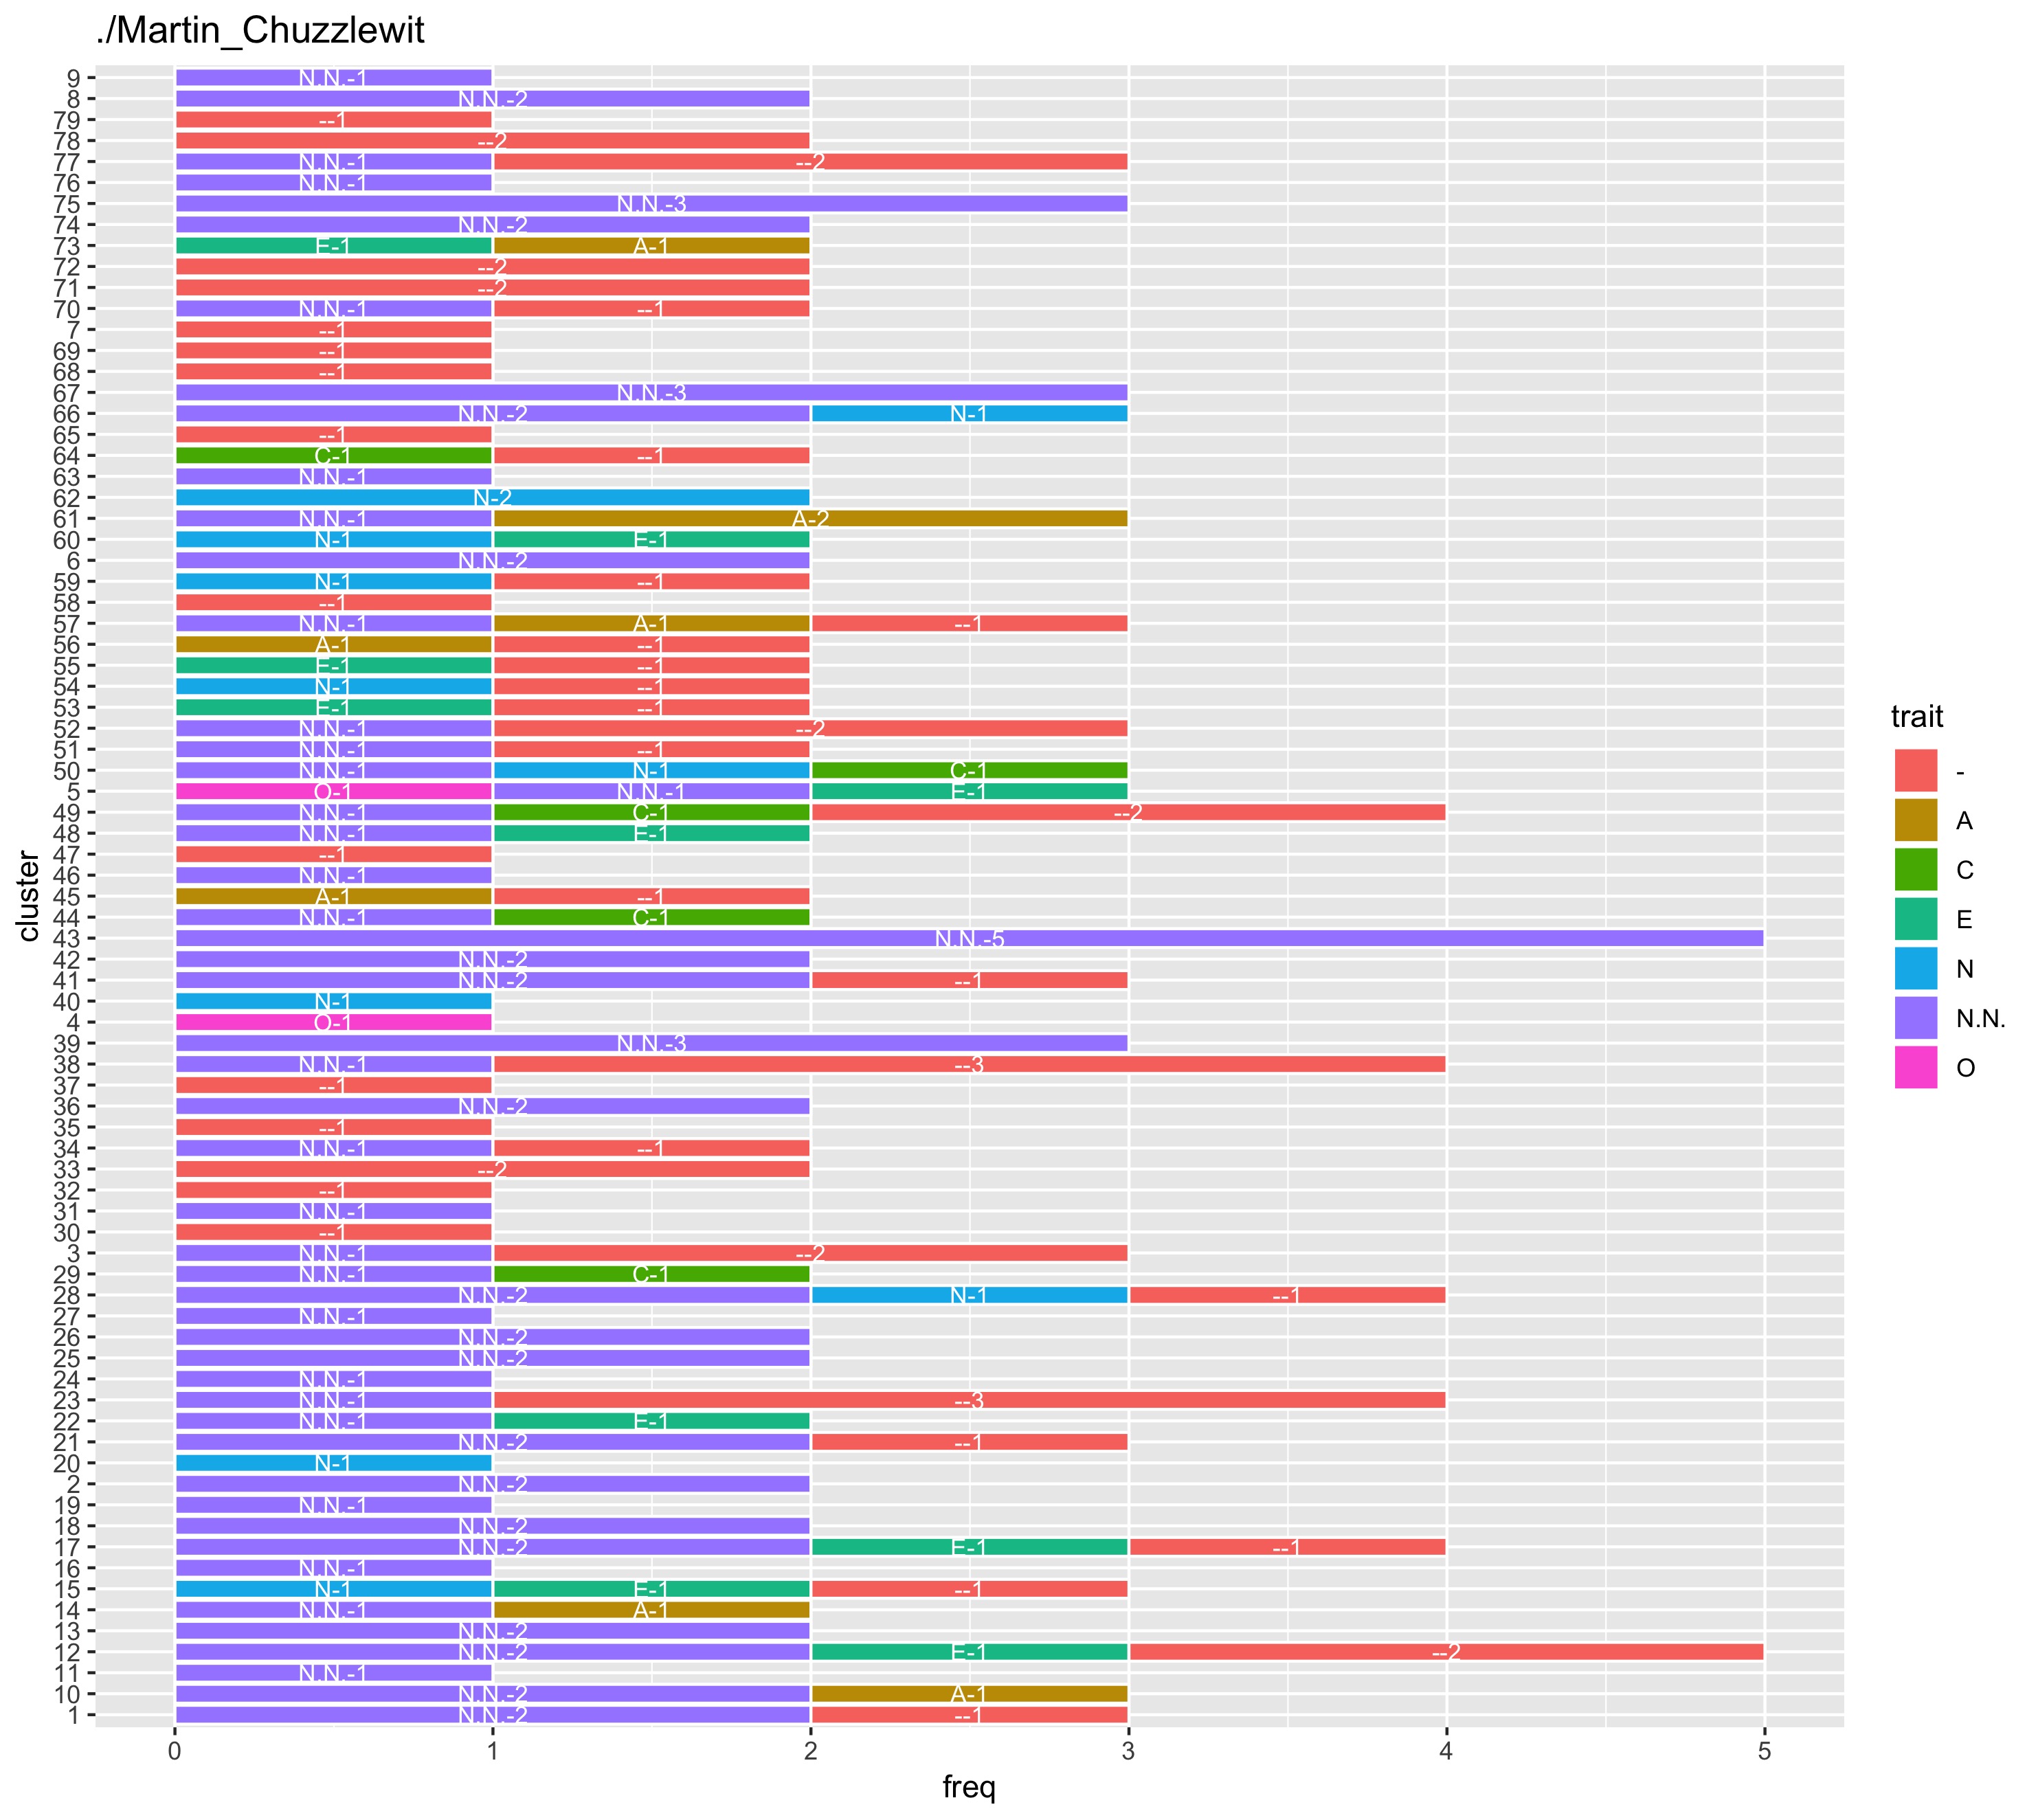 ./Martin_Chuzzlewit
9 N.N.-1
8 N.N.-2
79 --1
78 --2
77 N.N.-1 --2
76 N.N.-1
75 N.N.-3
74 N.N.-2
73 E-1 A-1
72 --2
71 --2
70 N.N.-1 --1
7 --1
69 --1
68 --1
67 N.N.-3
66 N.N.-2 N-1
65 --1
64 C-1 --1
63 N.N.-1
62 N-2
61 N.N.-1 A-2
60 N-1 E-1
6 N.N.-2
59 N-1 --1
58 --1
57 N.N.-1 A-1 --1
56 A-1 --1
55 E-1 --1
54 N-1 --1
53 E-1 --1
52 N.N.-1 --2
51 N.N.-1 --1
50 N.N.-1 N-1 C-1
5 O-1 N.N.-1 E-1
49 N.N.-1 C-1 --2
48 N.N.-1 E-1
47 --1
46 N.N.-1
45 A-1 --1
44 N.N.-1 C-1
43 N.N.-5
42 N.N.-2
41 N.N.-2 --1
40 N-1
4 O-1
39 N.N.-3
38 N.N.-1 --3
37 --1
36 N.N.-2
35 --1
34 N.N.-1 --1
33 --2
32 --1
31 N.N.-1
30 --1
3 N.N.-1 --2
29 N.N.-1 C-1
28 N.N.-2 N-1 --1
27 N.N.-1
26 N.N.-2
25 N.N.-2
24 N.N.-1
23 N.N.-1 --3
22 N.N.-1 E-1
21 N.N.-2 --1
20 N-1
2 N.N.-2
19 N.N.-1
18 N.N.-2
17 N.N.-2 E-1 --1
16 N.N.-1
15 N-1 E-1 --1
14 N.N.-1 A-1
13 N.N.-2
12 N.N.-2 E-1 --2
11 N.N.-1
10 N.N.-2 A-1
1 N.N.-2 --1
0 1 2 3 4 5
freq
cluster
trait
-
A
C
E
N
N.N.
O